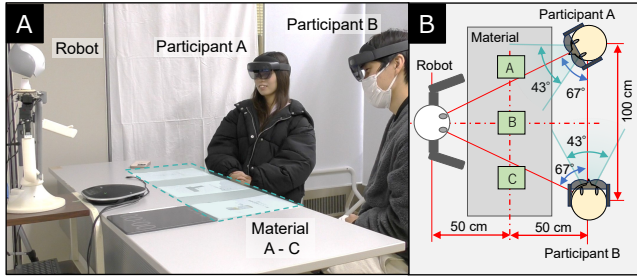 A
Robot
Participant A
Participant B
Material
A - C
B
Participant A
Material
Robot
A
43°
67°
100 cm
B
43°
67°
C
50 cm
50 cm
Participant B